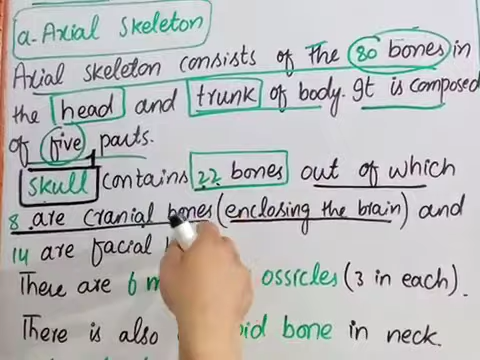 a-Axial skeleton
Axial skeleton consists of The 80 bones in
the head and trunk of body. It is composed
of five parts.
Skull contains 22 bones out of which
8 are cranial bones (enclosing the brain) and
14 are facial
There are 6 ossicles (3 in each).
There is also bone in neck.